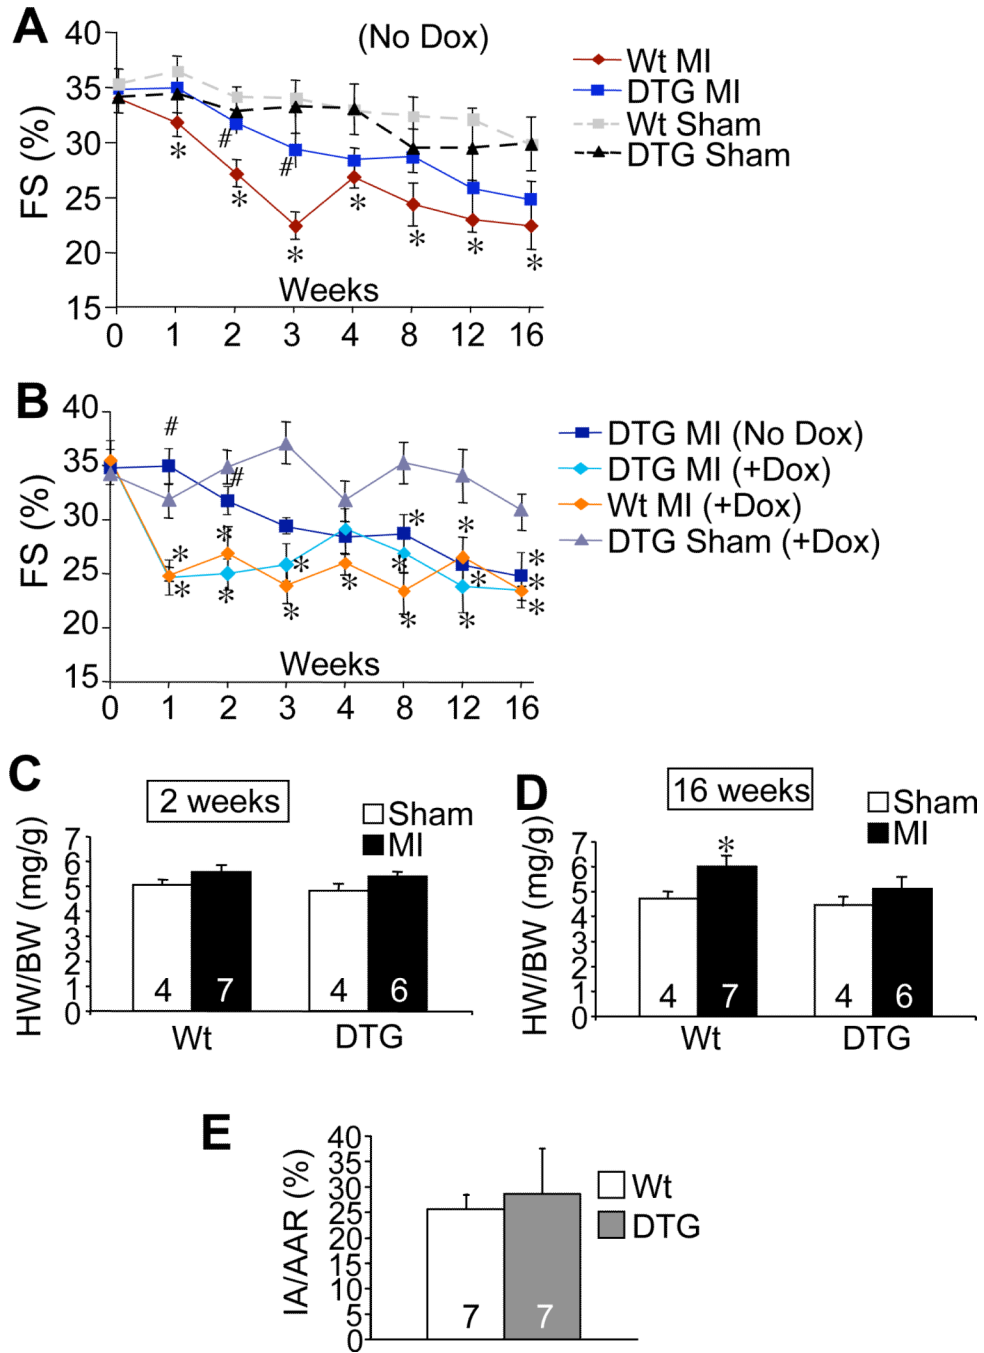 A
(No Dox)
FS (%)
40
35
30
25
20
15
* * * * * * *
# #
Weeks
0 1 2 3 4 8 12 16
Wt MI
DTG MI
Wt Sham
DTG Sham
B
FS (%)
40
35
30
25
20
15
# #
* * * * * * * * * * * * * * * *
Weeks
0 1 2 3 4 8 12 16
DTG MI (No Dox)
DTG MI (+Dox)
Wt MI (+Dox)
DTG Sham (+Dox)
C
2 weeks
Sham
MI
HW/BW (mg/g)
7
6
5
4
3
2
1
0
4 7 4 6
Wt DTG
D
16 weeks
Sham
MI
HW/BW (mg/g)
7
6
5
4
3
2
1
0
*
4 7 4 6
Wt DTG
E
IA/AAR (%)
40
35
30
25
20
15
10
5
0
7 7
Wt
DTG